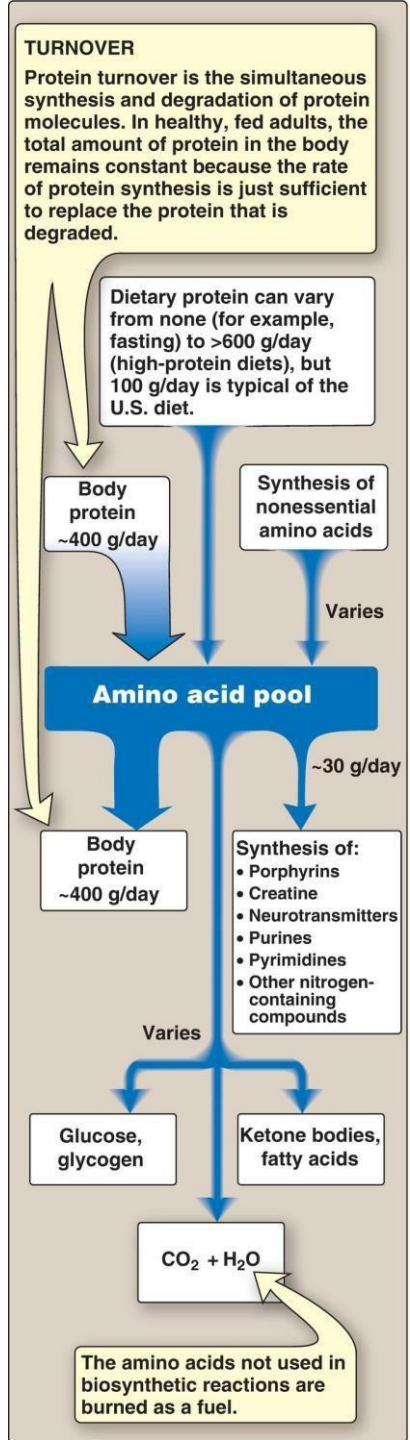 TURNOVER
Protein turnover is the simultaneous
synthesis and degradation of protein
molecules. In healthy, fed adults, the
total amount of protein in the body
remains constant because the rate
of protein synthesis is just sufficient
to replace the protein that is
degraded.
Dietary protein can vary
from none (for example,
fasting) to >600 g/day
(high-protein diets), but
100 g/day is typical of the
U.S. diet.
Body
protein
~400 g/day
Synthesis of
nonessential
amino acids
Varies
Amino acid pool
~30 g/day
Body
protein
~400 g/day
Synthesis of:
• Porphyrins
• Creatine
• Neurotransmitters
• Purines
• Pyrimidines
• Other nitrogen-
containing
compounds
Varies
Glucose,
glycogen
Ketone bodies,
fatty acids
CO₂ + H₂O
The amino acids not used in
biosynthetic reactions are
burned as a fuel.